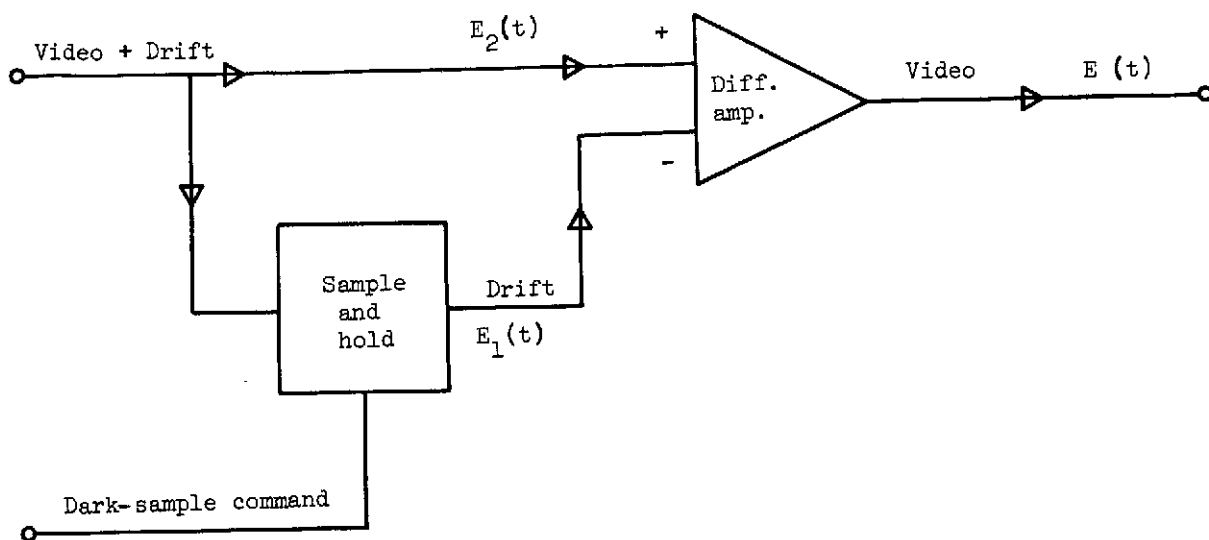 Video + Drift
E₂(t)
+
Diff.
amp.
-
Video
E (t)
Sample
and
hold
Drift
E₁(t)
Dark-sample command